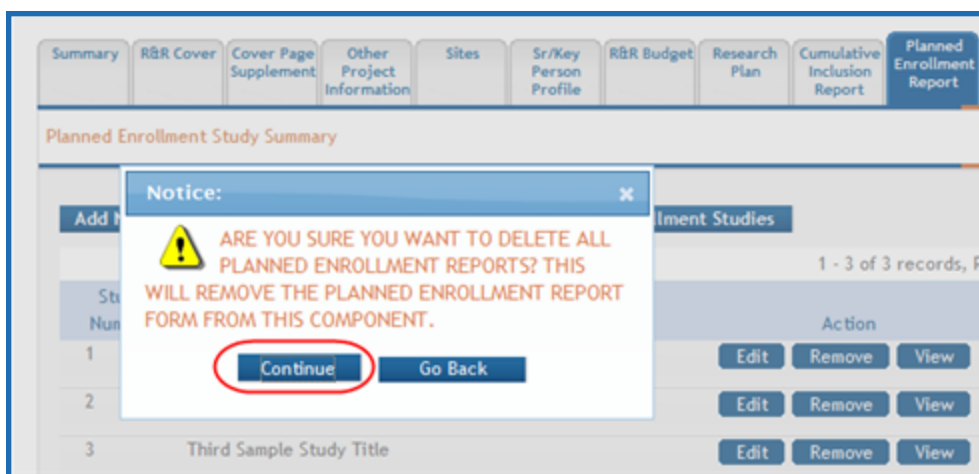 Summary R&R Cover Cover Page Supplement Other Project Information Sites Sr/Key Person Profile R&R Budget Research Plan Cumulative Inclusion Report Planned Enrollment Report
Planned Enrollment Study Summary
Notice:
Add Studies
ARE YOU SURE YOU WANT TO DELETE ALL
PLANNED ENROLLMENT REPORTS? THIS
WILL REMOVE THE PLANNED ENROLLMENT REPORT
FORM FROM THIS COMPONENT.
1 - 3 of 3 records,
Action
Continue Go Back
1 Edit Remove View
2 Edit Remove View
3 Third Sample Study Title Edit Remove View